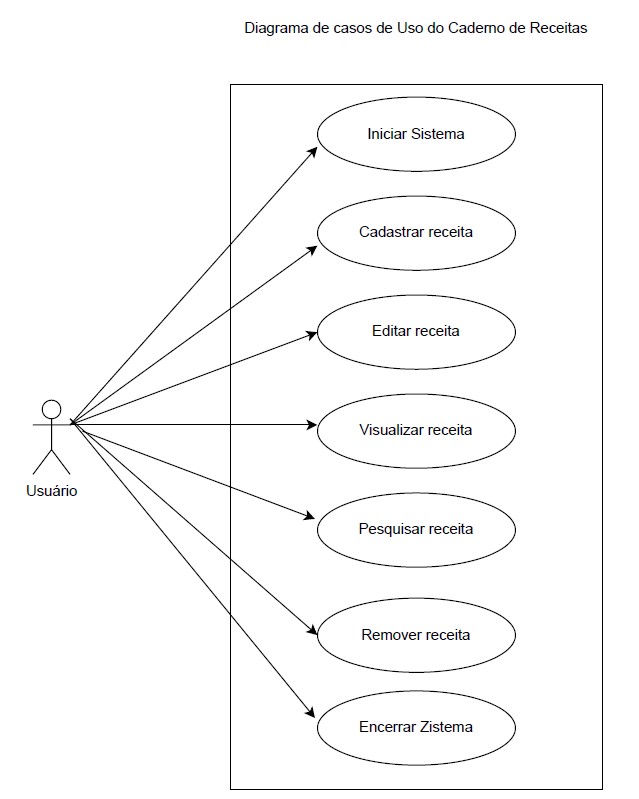 Diagrama de casos de Uso do Caderno de Receitas
Iniciar Sistema
Cadastrar receita
Editar receita
Visualizar receita
Usuário
Pesquisar receita
Remover receita
Encerrar Zistema